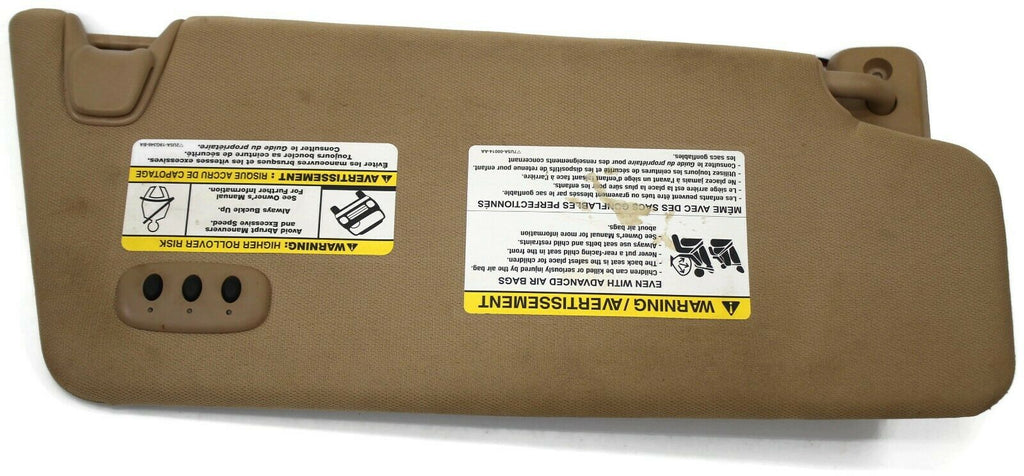 WARNING / AVERTISSEMENT
EVEN WITH ADVANCED AIR BAGS
- Children can be killed or seriously injured by the air bag.
- The back seat is the safest place for children.
- Never put a rear-facing child seat in the front.
- Always use seat belts and child restraints.
- See Owner's Manual for more information
about air bags.
MÊME AVEC DES SACS GONFLABLES PERFECTIONNÉS
- Les enfants peuvent être tués ou gravement blessés par le sac gonflable.
- Le siège arrière est la place la plus sûre pour les enfants.
- Ne placez jamais à l'avant un siège d'enfant faisant face à l'arrière.
- Utilisez toujours les ceintures de sécurité et les dispositifs de retenue pour enfant.
- Consultez le Guide du propriétaire pour des renseignements concernant
les sacs gonflables.
WARNING: HIGHER ROLLOVER RISK
Avoid Abrupt Maneuvers
and Excessive Speed.
Always Buckle Up.
See Owner's Manual
For Further Information.
AVERTISSEMENT : RISQUE ACCRU DE CAPOTAGE
Éviter les manoeuvres brusques et les vitesses excessives.
Toujours boucler sa ceinture de sécurité.
Consulter le Guide du propriétaire.